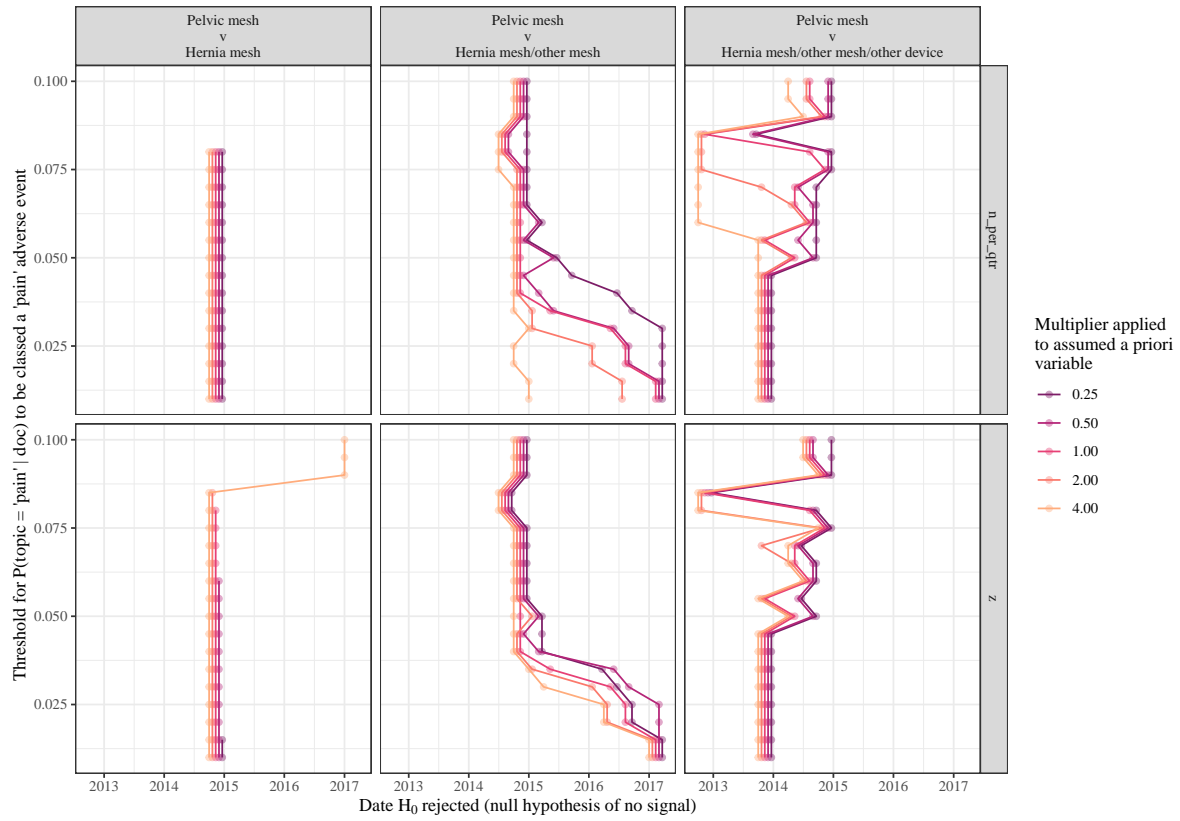 Pelvic mesh
v
Hernia mesh
Pelvic mesh
v
Hernia mesh/other mesh
Pelvic mesh
v
Hernia mesh/other mesh/other device
0.100
0.075
0.050
0.025
n_per_qtr
0.100
0.075
0.050
0.025
z
2013 2014 2015 2016 2017
2013 2014 2015 2016 2017
2013 2014 2015 2016 2017
Date H₀ rejected (null hypothesis of no signal)
Threshold for P(topic = 'pain' | doc) to be classed a 'pain' adverse event
Multiplier applied
to assumed a priori
variable
0.25
0.50
1.00
2.00
4.00